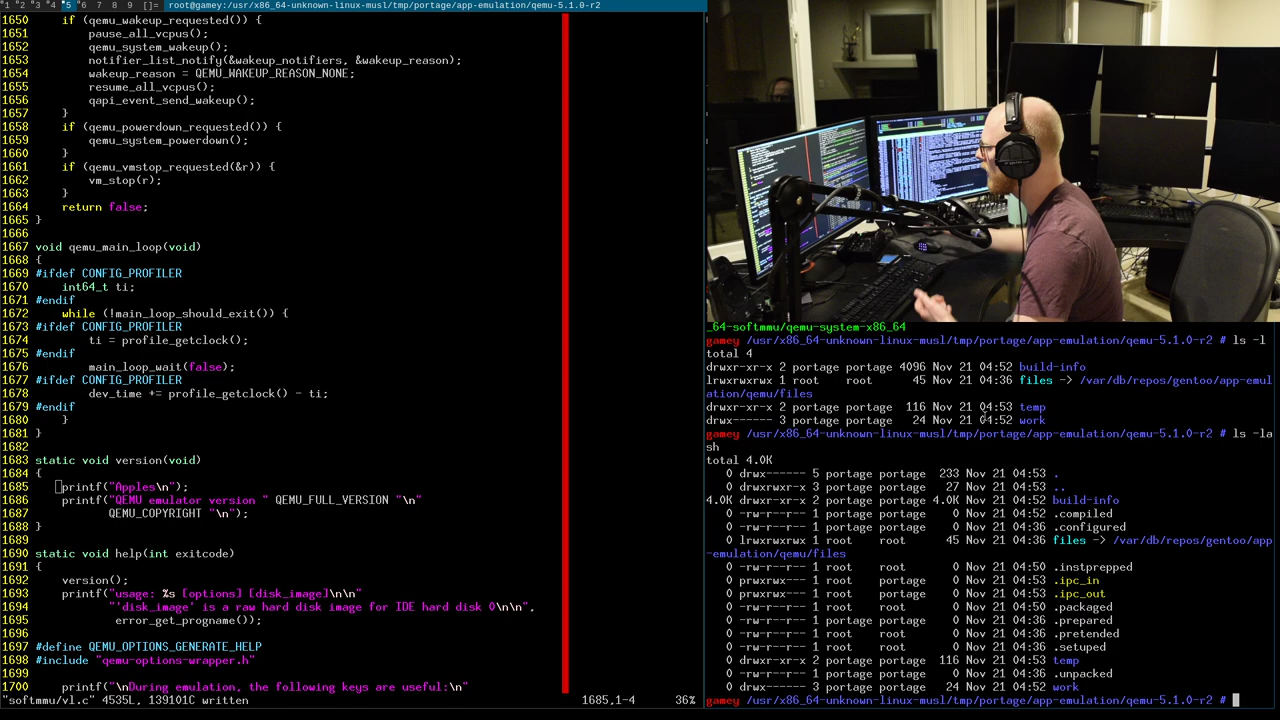 °1 °2 °3 °4 °5 °6 °7 °8 °9 []= root@gamey:/usr/x86_64-unknown-linux-musl/tmp/portage/app-emulation/qemu-5.1.0-r2
1650     if (qemu_wakeup_requested()) {
1651         pause_all_vcpus();
1652         qemu_system_wakeup();
1653         notifier_list_notify(&wakeup_notifiers, &wakeup_reason);
1654         wakeup_reason = QEMU_WAKEUP_REASON_NONE;
1655         resume_all_vcpus();
1656         qapi_event_send_wakeup();
1657     }
1658     if (qemu_powerdown_requested()) {
1659         qemu_system_powerdown();
1660     }
1661     if (qemu_vmstop_requested(&r)) {
1662         vm_stop(r);
1663     }
1664     return false;
1665 }
1666
1667 void qemu_main_loop(void)
1668 {
1669 #ifdef CONFIG_PROFILER
1670     int64_t ti;
1671 #endif
1672     while (!main_loop_should_exit()) {
1673 #ifdef CONFIG_PROFILER
1674         ti = profile_getclock();
1675 #endif
1676         main_loop_wait(false);
1677 #ifdef CONFIG_PROFILER
1678         dev_time += profile_getclock() - ti;
1679 #endif
1680     }
1681 }
1682
1683 static void version(void)
1684 {
1685     printf("Apples\n");
1686     printf("QEMU emulator version " QEMU_FULL_VERSION "\n"
1687            QEMU_COPYRIGHT "\n");
1688 }
1689
1690 static void help(int exitcode)
1691 {
1692     version();
1693     printf("usage: %s [options] [disk_image]\n\n"
1694            "'disk_image' is a raw hard disk image for IDE hard disk 0\n\n",
1695             error_get_progname());
1696
1697 #define QEMU_OPTIONS_GENERATE_HELP
1698 #include "qemu-options-wrapper.h"
1699
1700     printf("\nDuring emulation, the following keys are useful:\n"
"softmmu/vl.c" 4535L, 139101C written 1685,1-4 36%
_64-softmmu/qemu-system-x86_64
gamey /usr/x86_64-unknown-linux-musl/tmp/portage/app-emulation/qemu-5.1.0-r2 # ls -l
total 4
drwxr-xr-x 2 portage portage 4096 Nov 21 04:52 build-info
lrwxrwxrwx 1 root    root      45 Nov 21 04:36 files -> /var/db/repos/gentoo/app-emul
ation/qemu/files
drwxr-xr-x 2 portage portage  116 Nov 21 04:53 temp
drwx------ 3 portage portage   24 Nov 21 04:52 work
gamey /usr/x86_64-unknown-linux-musl/tmp/portage/app-emulation/qemu-5.1.0-r2 # ls -la
sh
total 4.0K
   0 drwx------ 5 portage portage  233 Nov 21 04:53 .
   0 drwxrwxr-x 3 root    portage   27 Nov 21 04:53 ..
4.0K drwxr-xr-x 2 portage portage 4.0K Nov 21 04:52 build-info
   0 -rw-r--r-- 1 portage portage    0 Nov 21 04:52 .compiled
   0 -rw-r--r-- 1 portage portage    0 Nov 21 04:36 .configured
   0 lrwxrwxrwx 1 root    root      45 Nov 21 04:36 files -> /var/db/repos/gentoo/app
-emulation/qemu/files
   0 -rw-r--r-- 1 root    root       0 Nov 21 04:50 .instprepped
   0 prwxrwx--- 1 root    portage    0 Nov 21 04:53 .ipc_in
   0 prwxrwx--- 1 root    portage    0 Nov 21 04:53 .ipc_out
   0 -rw-r--r-- 1 root    root       0 Nov 21 04:50 .packaged
   0 -rw-r--r-- 1 portage portage    0 Nov 21 04:36 .prepared
   0 -rw-r--r-- 1 root    root       0 Nov 21 04:36 .pretended
   0 -rw-r--r-- 1 root    root       0 Nov 21 04:36 .setuped
   0 drwxr-xr-x 2 portage portage  116 Nov 21 04:53 temp
   0 -rw-r--r-- 1 portage portage    0 Nov 21 04:36 .unpacked
   0 drwx------ 3 portage portage   24 Nov 21 04:52 work
gamey /usr/x86_64-unknown-linux-musl/tmp/portage/app-emulation/qemu-5.1.0-r2 #